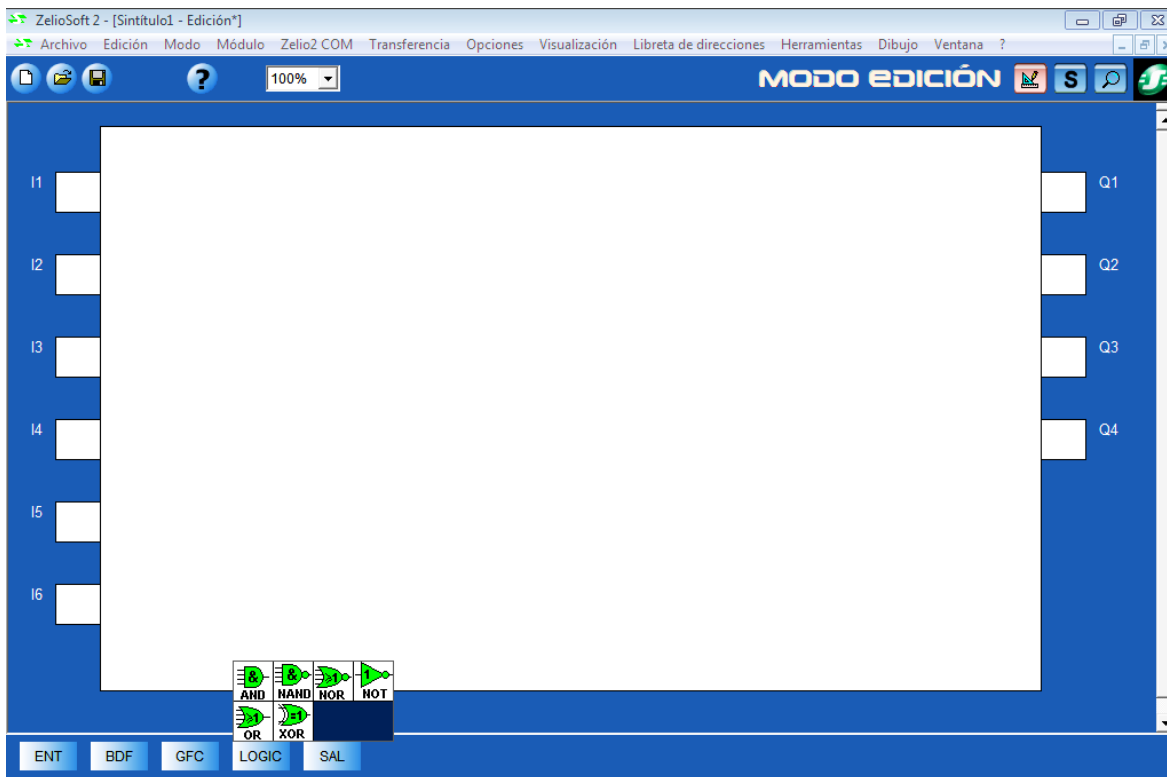 ZelioSoft 2 - [Sintítulo1 - Edición*]
Archivo Edición Modo Módulo Zelio2 COM Transferencia Opciones Visualización Libreta de direcciones Herramientas Dibujo Ventana ?
? 100% MODO EDICIÓN S
I1 Q1
I2 Q2
I3 Q3
I4 Q4
I5
I6
& & ≥1 1
AND NAND NOR NOT
≥1 =1
OR XOR
ENT BDF GFC LOGIC SAL